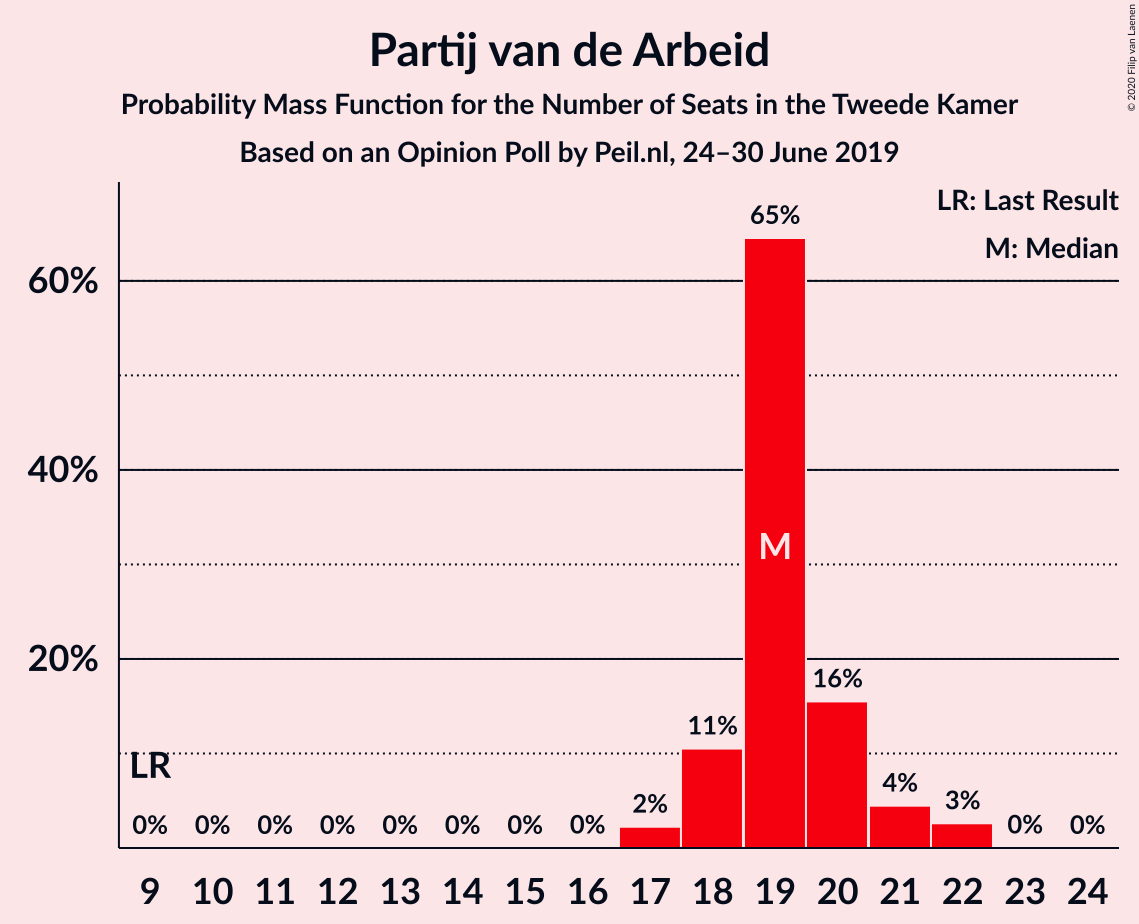 Partij van de Arbeid
Probability Mass Function for the Number of Seats in the Tweede Kamer
Based on an Opinion Poll by Peil.nl, 24–30 June 2019
© 2020 Filip van Laenen
LR: Last Result
M: Median
65%
60%
40%
M
20%
16%
11%
LR
4%
3%
2%
0% 0% 0% 0% 0% 0% 0% 0% 0% 0%
9 10 11 12 13 14 15 16 17 18 19 20 21 22 23 24